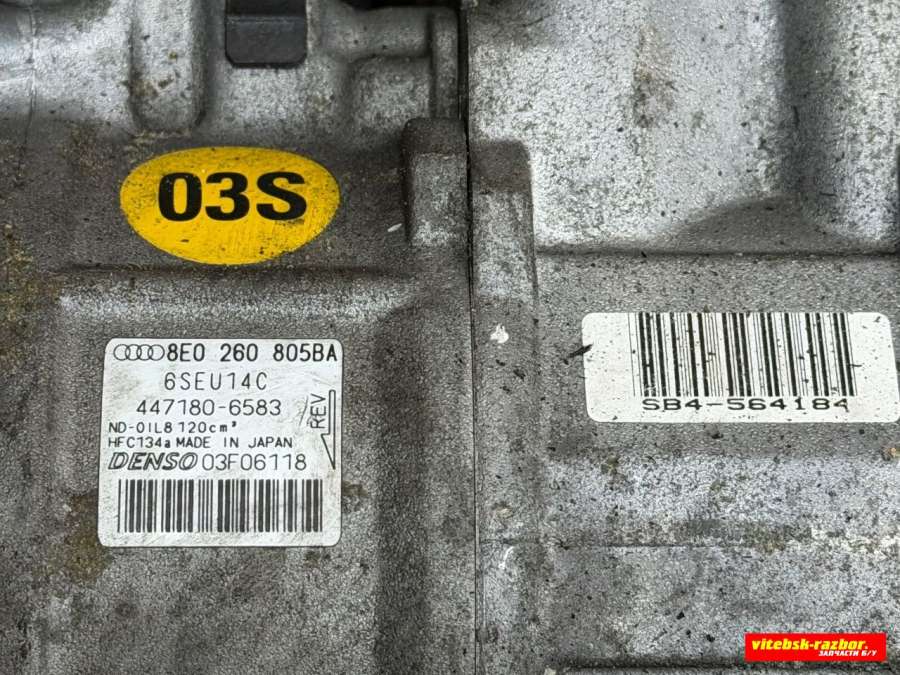 03S
8E0 260 805BA
6SEU14C
447180-6583
ND-OIL8 120cm³
HFC134a MADE IN JAPAN
DENSO 03F06118
REV
SB4-564184
vitebsk-razbor.
ЗАПЧАСТИ Б/У